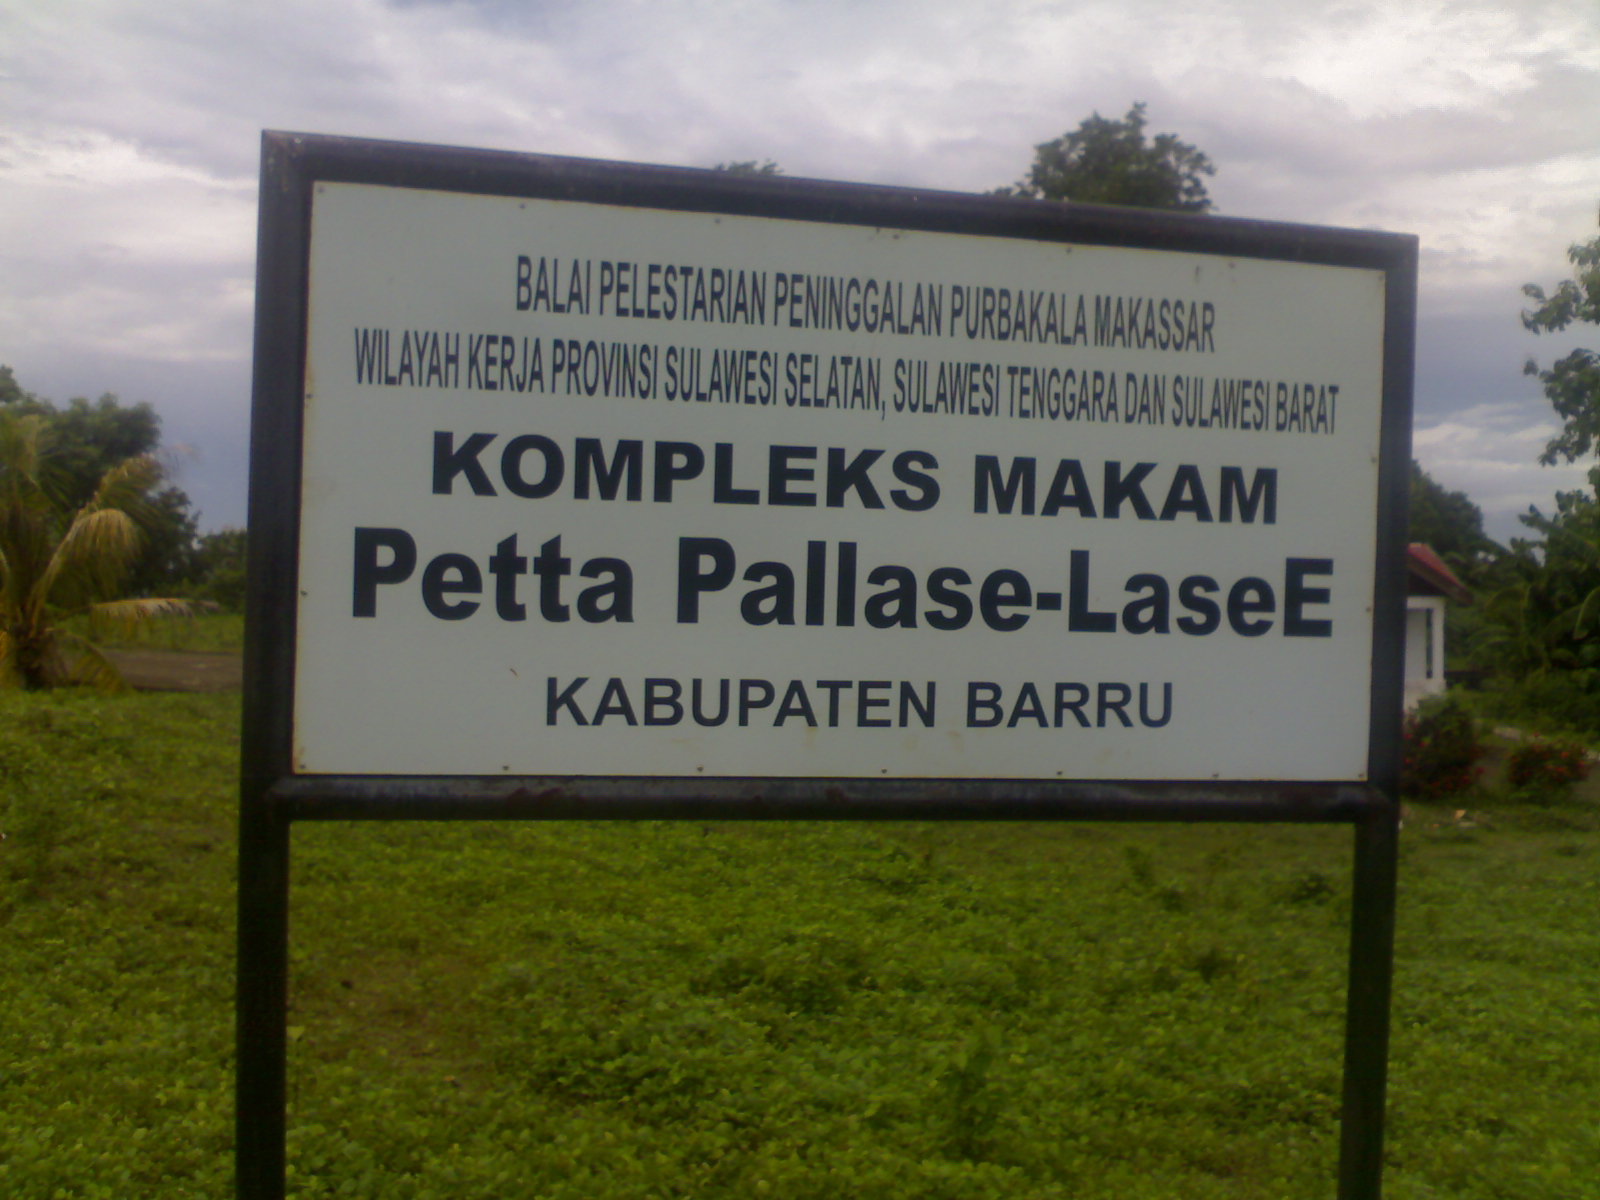 BALAI PELESTARIAN PENINGGALAN PURBAKALA MAKASSAR
WILAYAH KERJA PROVINSI SULAWESI SELATAN, SULAWESI TENGGARA DAN SULAWESI BARAT
KOMPLEKS MAKAM
Petta Pallase-LaseE
KABUPATEN BARRU